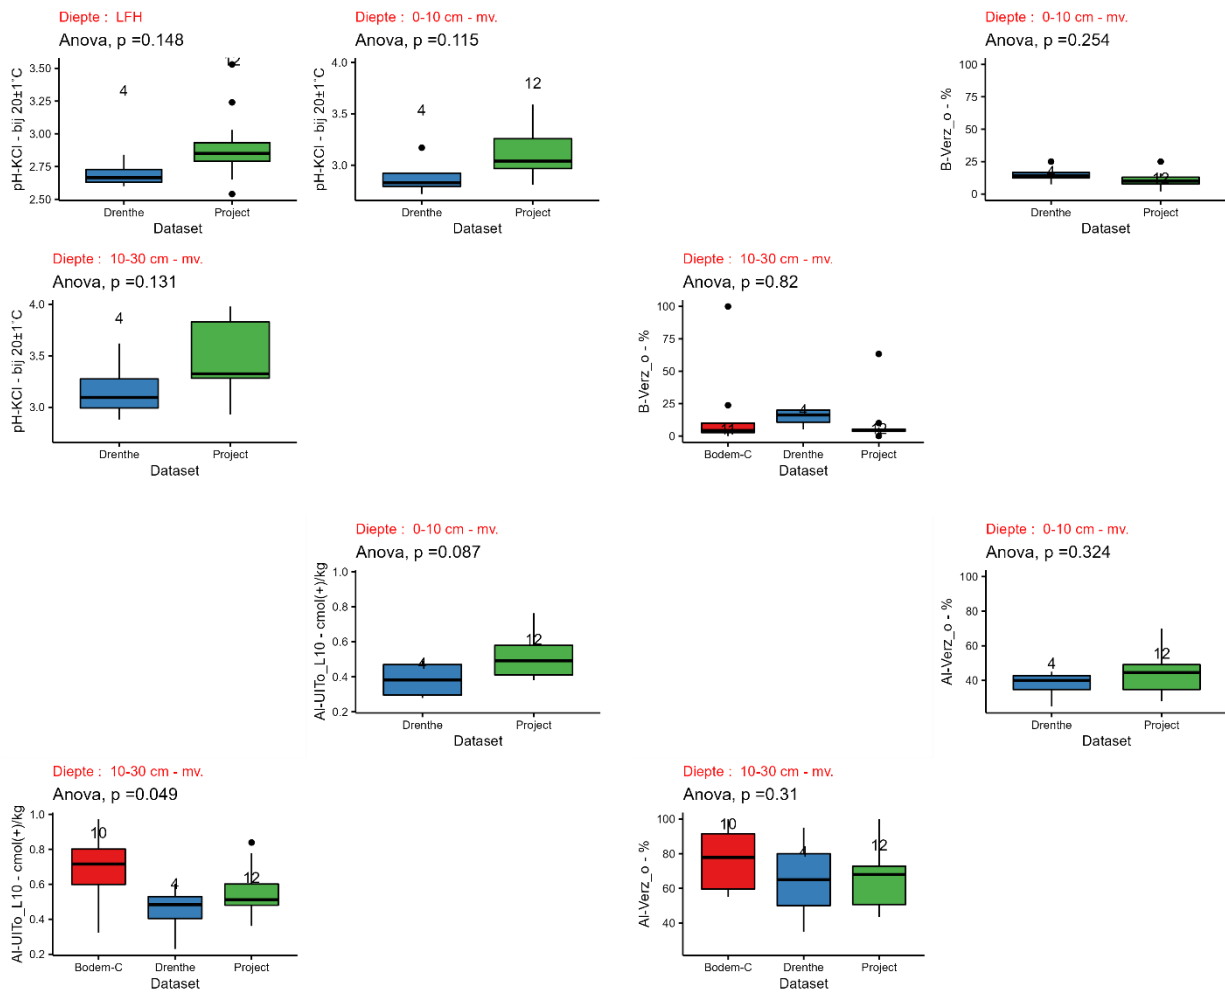 Diepte : LFH
Anova, p =0.148
pH-KCl - bij 20±1˚C
3.50
3.25
3.00
2.75
2.50
4
12
Drenthe
Project
Dataset
Diepte : 0-10 cm - mv.
Anova, p =0.115
pH-KCl - bij 20±1˚C
4.0
3.5
3.0
4
12
Drenthe
Project
Dataset
Diepte : 0-10 cm - mv.
Anova, p =0.254
B-Verz_o - %
100
75
50
25
0
4
12
Drenthe
Project
Dataset
Diepte : 10-30 cm - mv.
Anova, p =0.131
pH-KCl - bij 20±1˚C
4.0
3.5
3.0
4
Drenthe
Project
Dataset
Diepte : 10-30 cm - mv.
Anova, p =0.82
B-Verz_o - %
100
75
50
25
0
11
4
12
Bodem-C
Drenthe
Project
Dataset
Diepte : 0-10 cm - mv.
Anova, p =0.087
Al-UITo_L10 - cmol(+)/kg
1.0
0.8
0.6
0.4
0.2
4
12
Drenthe
Project
Dataset
Diepte : 0-10 cm - mv.
Anova, p =0.324
Al-Verz_o - %
100
80
60
40
4
12
Drenthe
Project
Dataset
Diepte : 10-30 cm - mv.
Anova, p =0.049
Al-UITo_L10 - cmol(+)/kg
1.0
0.8
0.6
0.4
0.2
10
4
12
Bodem-C
Drenthe
Project
Dataset
Diepte : 10-30 cm - mv.
Anova, p =0.31
Al-Verz_o - %
100
80
60
40
10
4
12
Bodem-C
Drenthe
Project
Dataset